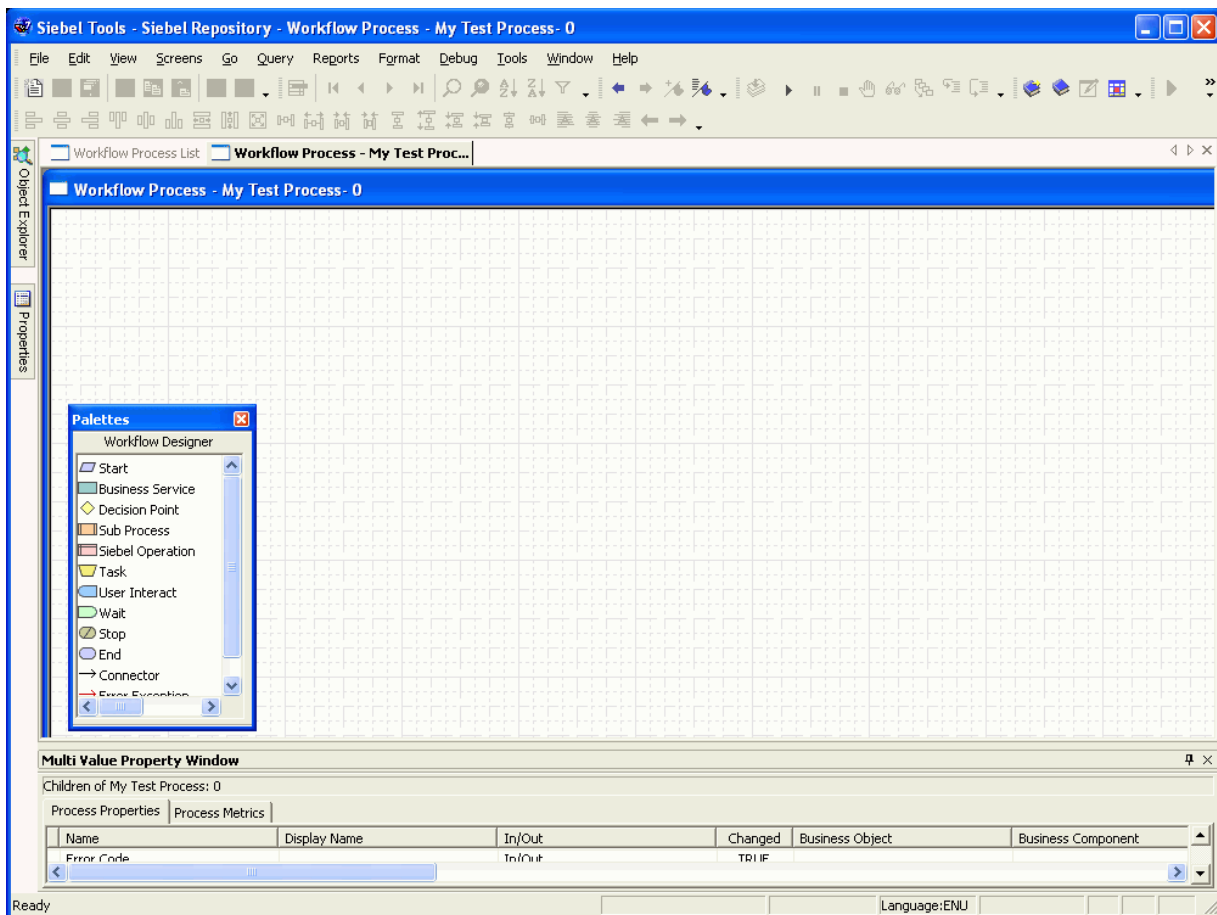 Siebel Tools - Siebel Repository - Workflow Process - My Test Process- 0
File Edit View Screens Go Query Reports Format Debug Tools Window Help
Workflow Process List Workflow Process - My Test Proc...
Object Explorer
Properties
Workflow Process - My Test Process- 0
Palettes
Workflow Designer
Start
Business Service
Decision Point
Sub Process
Siebel Operation
Task
User Interact
Wait
Stop
End
Connector
Error Exception
Multi Value Property Window
Children of My Test Process: 0
Process Properties Process Metrics
Name Display Name In/Out Changed Business Object Business Component
Error Code In/Out TRUE
Ready Language:ENU